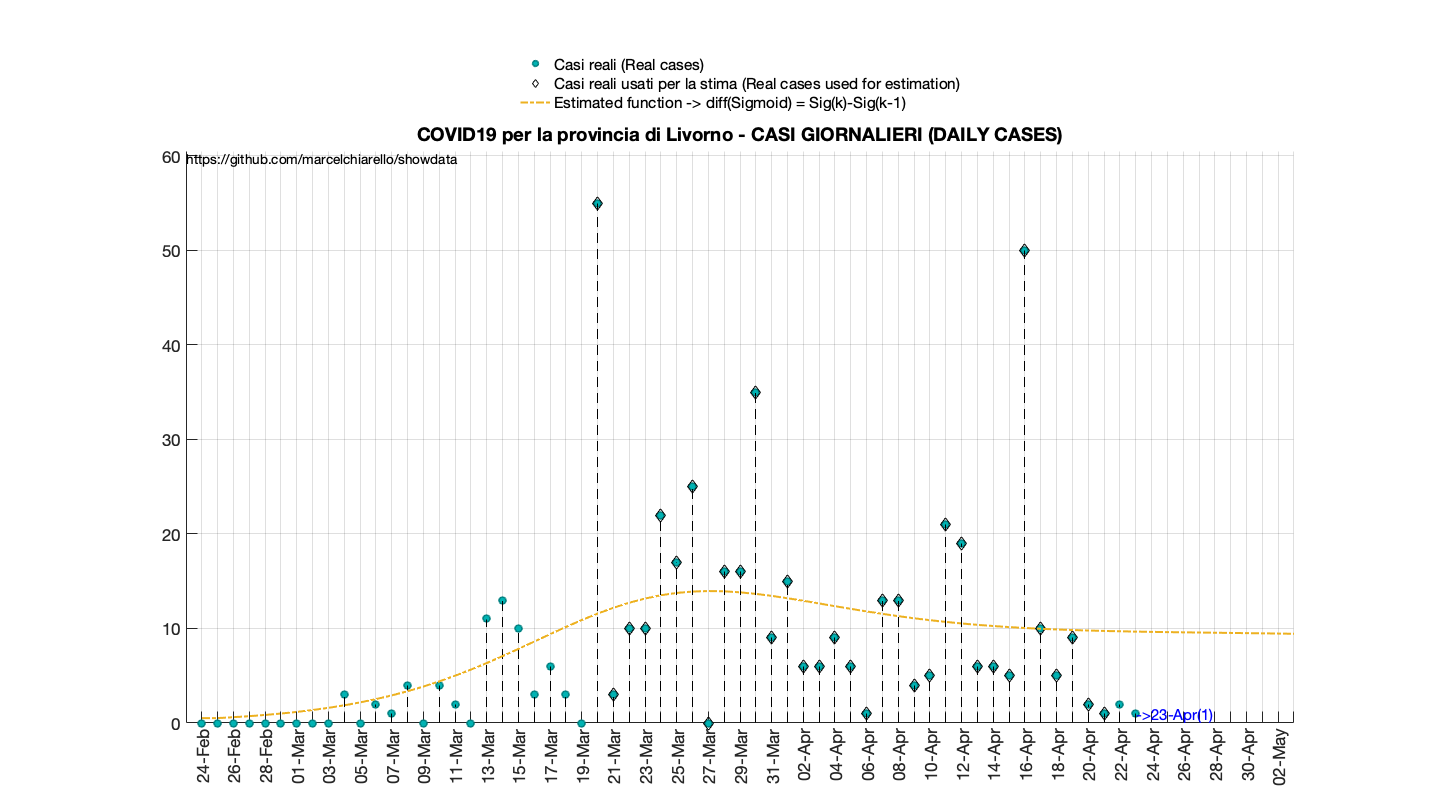 Casi reali (Real cases)
Casi reali usati per la stima (Real cases used for estimation)
Estimated function -> diff(Sigmoid) = Sig(k)-Sig(k-1)
COVID19 per la provincia di Livorno - CASI GIORNALIERI (DAILY CASES)
https://github.com/marcelchiarello/showdata
60
50
40
30
20
10
0
->23-Apr(1)
24-Feb
26-Feb
28-Feb
01-Mar
03-Mar
05-Mar
07-Mar
09-Mar
11-Mar
13-Mar
15-Mar
17-Mar
19-Mar
21-Mar
23-Mar
25-Mar
27-Mar
29-Mar
31-Mar
02-Apr
04-Apr
06-Apr
08-Apr
10-Apr
12-Apr
14-Apr
16-Apr
18-Apr
20-Apr
22-Apr
24-Apr
26-Apr
28-Apr
30-Apr
02-May